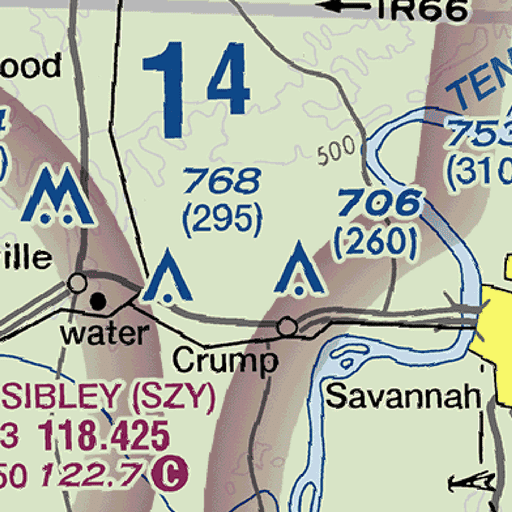 IR66
ood
14
TEN
500
753
(310
768
(295)
706
(260)
ille
water
Crump
Savannah
SIBLEY (SZY)
3 118.425
50 122.7 C